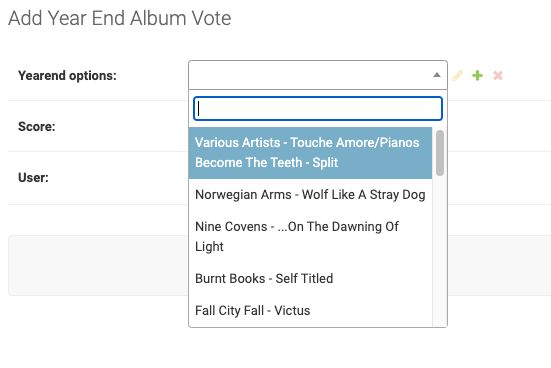 Add Year End Album Vote
Yearend options:
Various Artists - Touche Amore/Pianos
Become The Teeth - Split
Score:
Norwegian Arms - Wolf Like A Stray Dog
User:
Nine Covens - ...On The Dawning Of
Light
Burnt Books - Self Titled
Fall City Fall - Victus